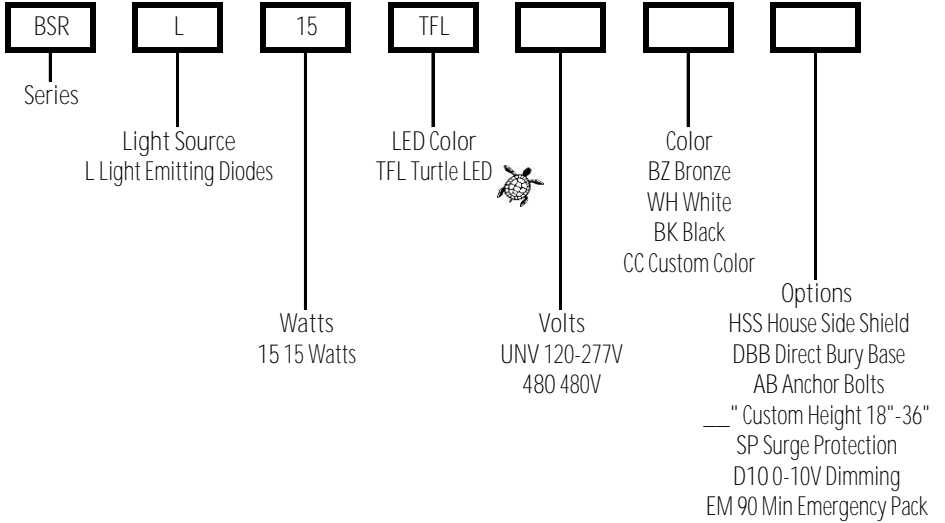 BSR L 15 TFL
Series
Light Source
L Light Emitting Diodes
LED Color
TFL Turtle LED
Color
BZ Bronze
WH White
BK Black
CC Custom Color
Watts
15 15 Watts
Volts
UNV 120-277V
480 480V
Options
HSS House Side Shield
DBB Direct Bury Base
AB Anchor Bolts
__" Custom Height 18"-36"
SP Surge Protection
D10 0-10V Dimming
EM 90 Min Emergency Pack